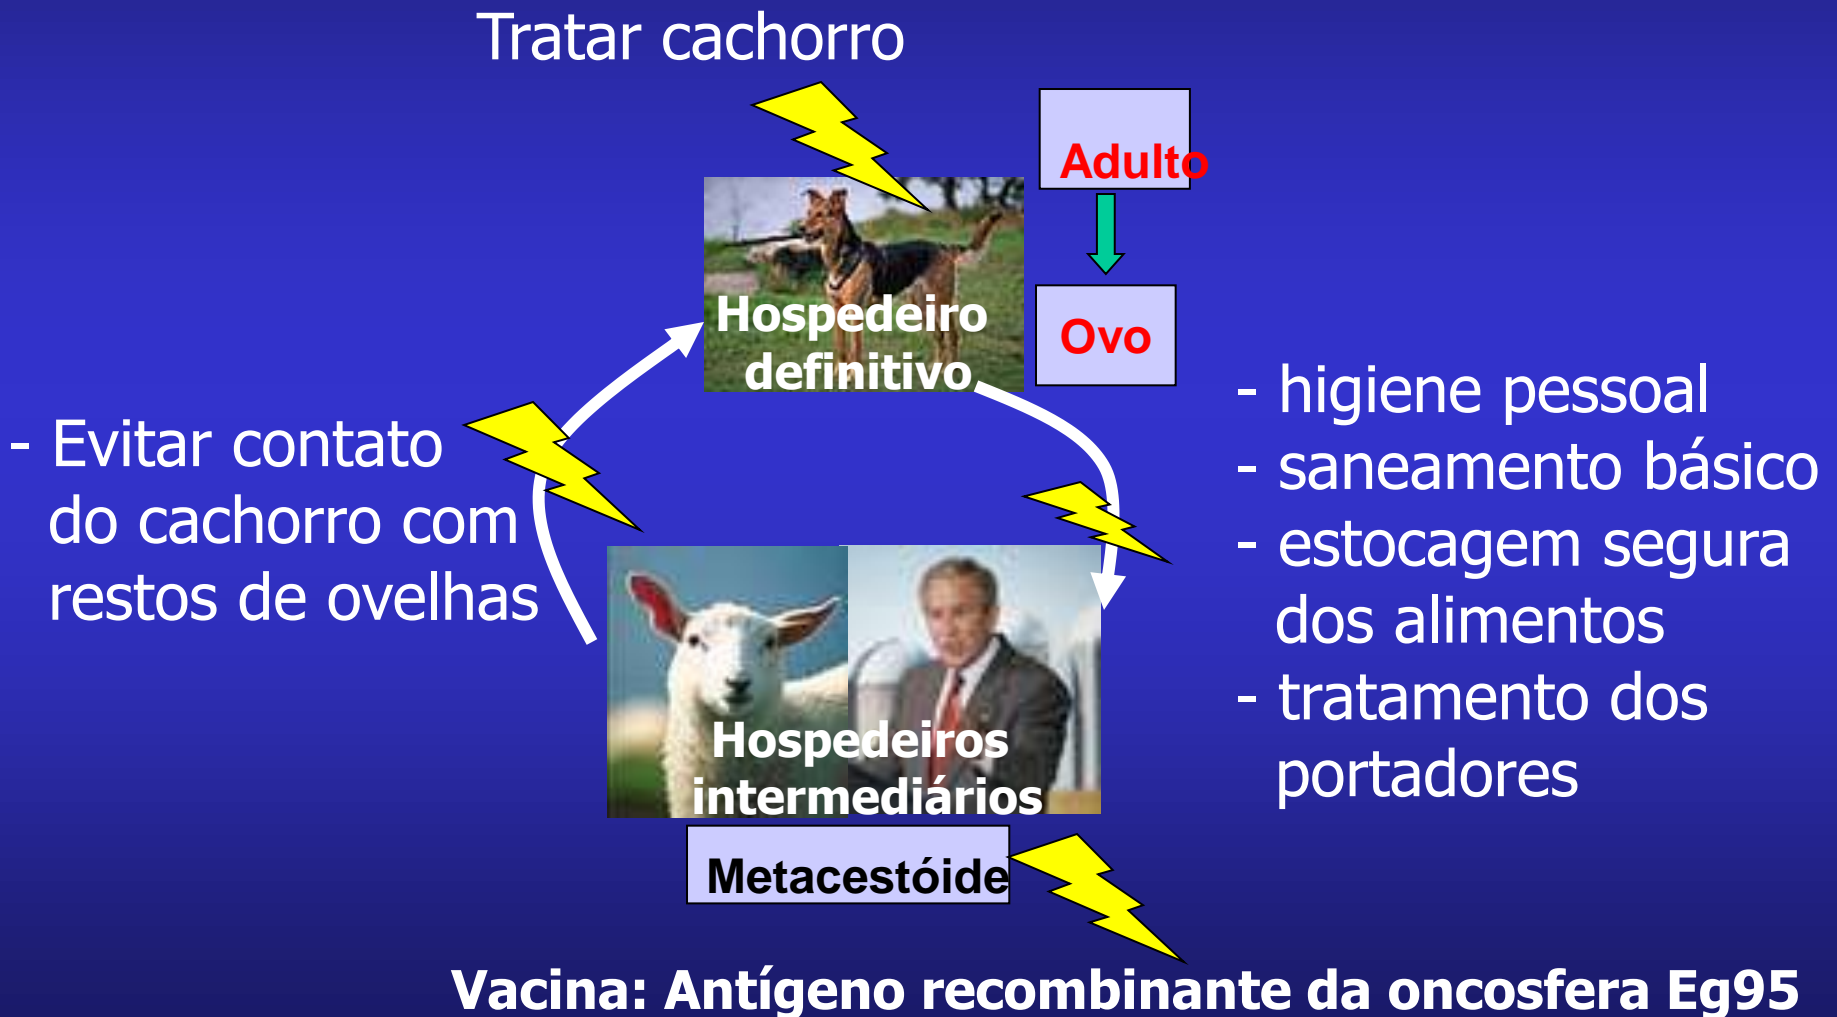 Tratar cachorro
Adulto
Hospedeiro
definitivo
Ovo
- Evitar contato
do cachorro com
restos de ovelhas
- higiene pessoal
- saneamento básico
- estocagem segura
dos alimentos
- tratamento dos
portadores
Hospedeiros
intermediários
Metacestóide
Vacina: Antígeno recombinante da oncosfera Eg95